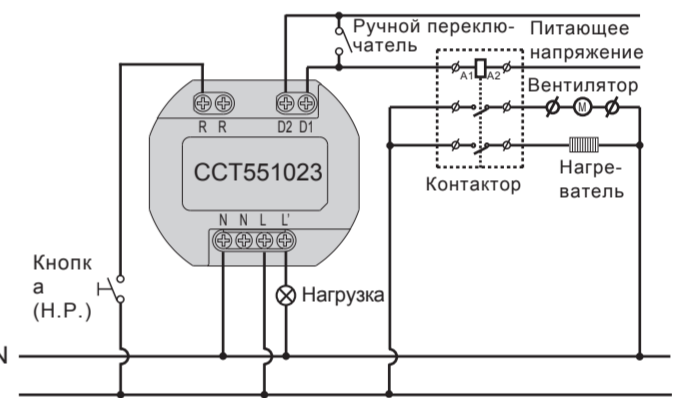 Ручной переклю-
чатель
Питающее
напряжение
A1 A2
Вентилятор
M
R R D2 D1
CCT551023
Контактор
Нагре-
ватель
N N L L'
Кнопк
а
(Н.Р.)
Нагрузка
N